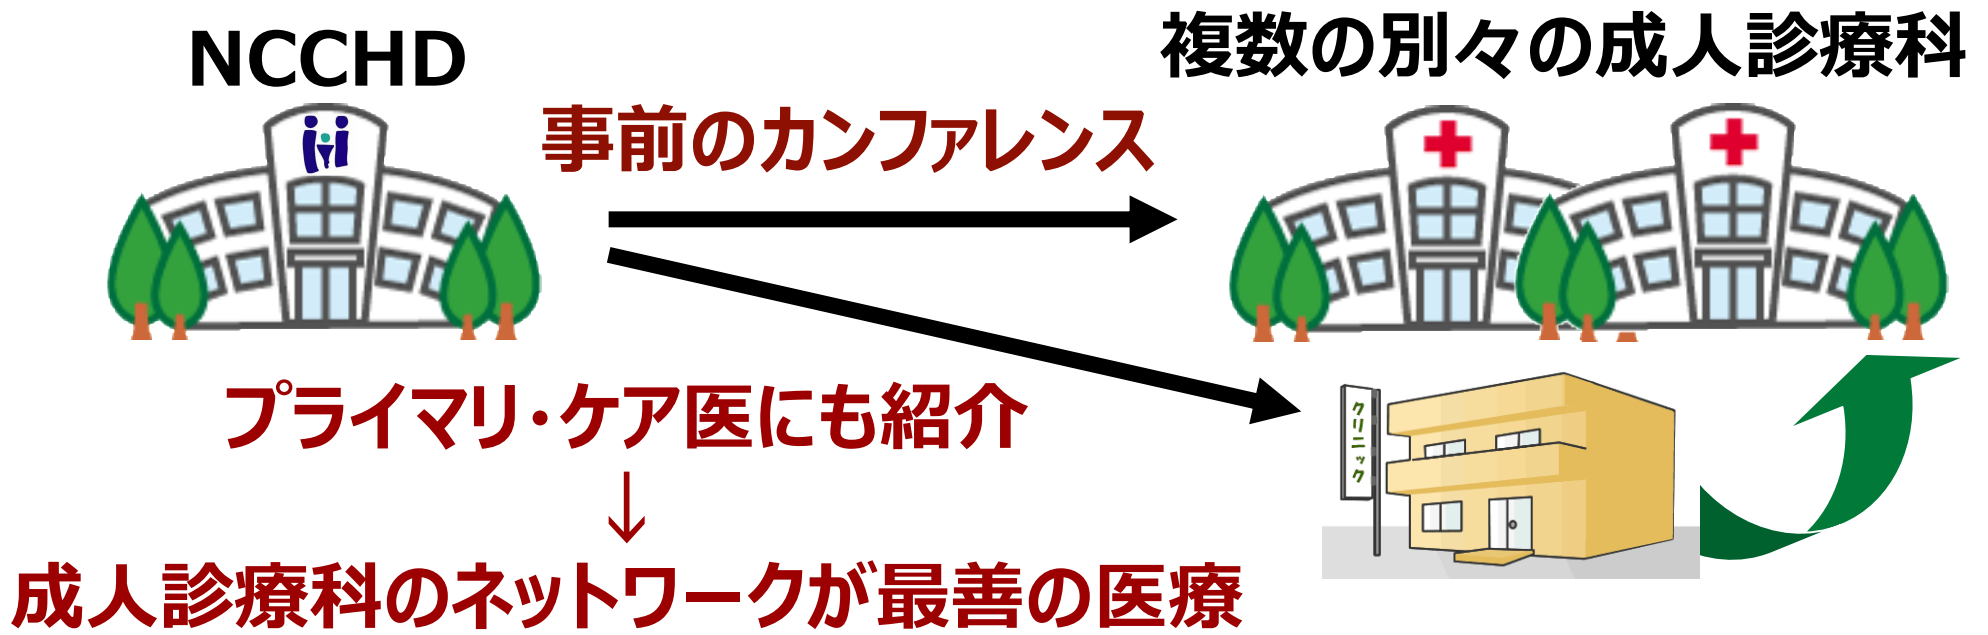 NCCHD
複数の別々の成人診療科
事前のカンファレンス
プライマリ・ケア医にも紹介
↓
クリニック
成人診療科のネットワークが最善の医療